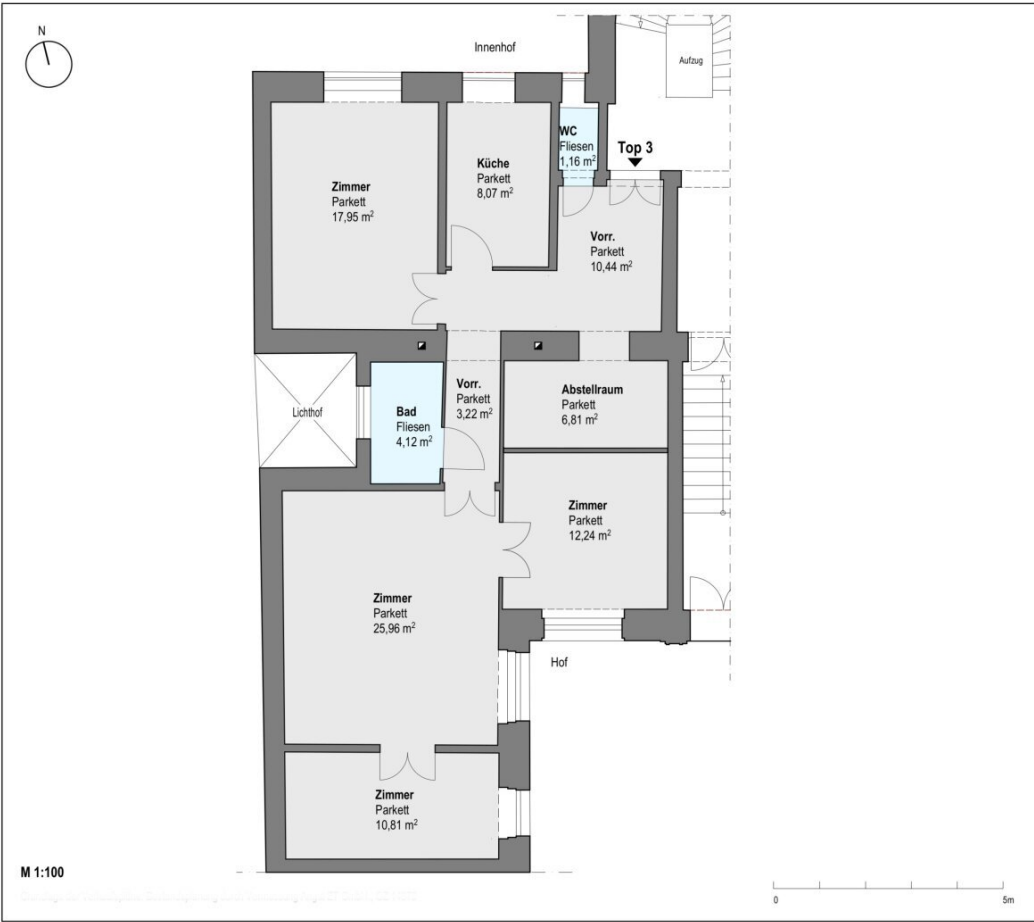 N
Innenhof
Aufzug
WC
Fliesen
1,16 m²
Top 3
Küche
Parkett
8,07 m²
Zimmer
Parkett
17,95 m²
Vorr.
Parkett
10,44 m²
Lichthof
Bad
Fliesen
4,12 m²
Vorr.
Parkett
3,22 m²
Abstellraum
Parkett
6,81 m²
Zimmer
Parkett
12,24 m²
Zimmer
Parkett
25,96 m²
Hof
Zimmer
Parkett
10,81 m²
M 1:100
0
5m